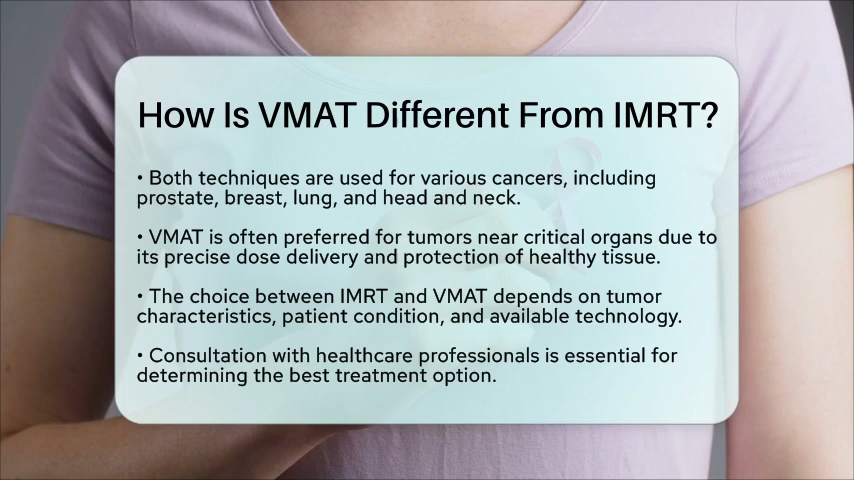 How Is VMAT Different From IMRT?
• Both techniques are used for various cancers, including
prostate, breast, lung, and head and neck.
• VMAT is often preferred for tumors near critical organs due to
its precise dose delivery and protection of healthy tissue.
• The choice between IMRT and VMAT depends on tumor
characteristics, patient condition, and available technology.
• Consultation with healthcare professionals is essential for
determining the best treatment option.